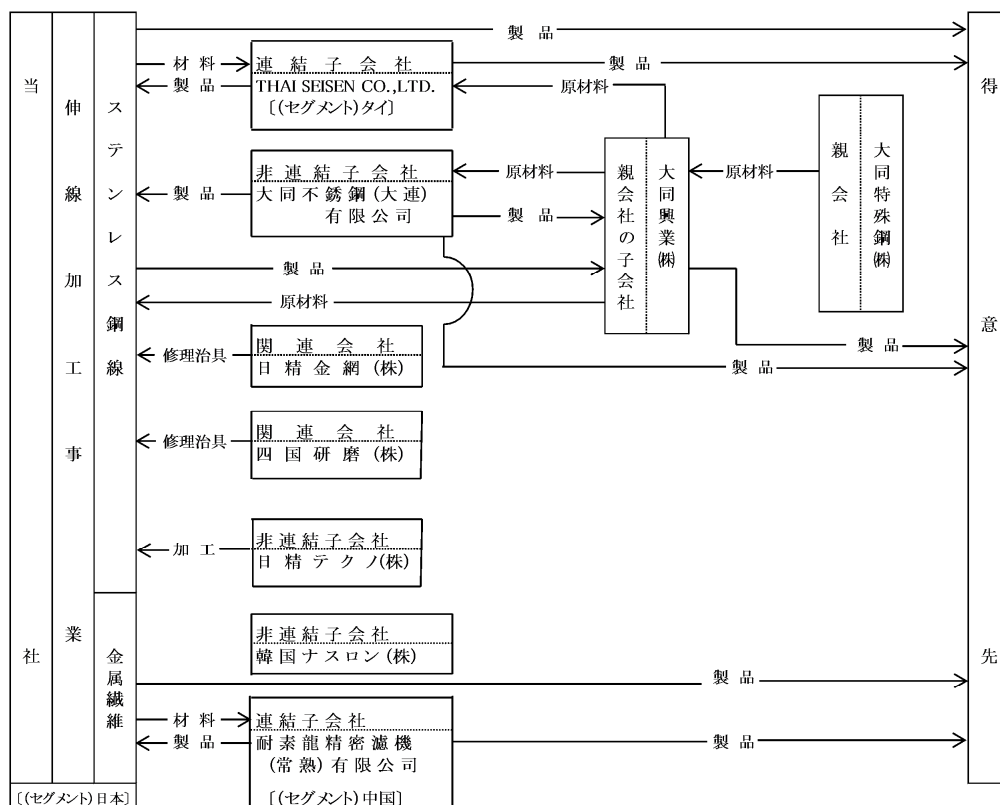 当社
伸線加工事業
ステンレス鋼線
金属繊維
[(セグメント)日本]
製品
材料
製品
連結子会社
THAI SEISEN CO.,LTD.
[(セグメント)タイ]
製品
原材料
製品
非連結子会社
大同不銹鋼(大連)
有限公司
原材料
製品
親会社の子会社
大同興業㈱
原材料
親会社
大同特殊鋼㈱
製品
原材料
製品
製品
修理治具
関連会社
日精金網(株)
修理治具
関連会社
四国研磨(株)
加工
非連結子会社
日精テクノ(株)
非連結子会社
韓国ナスロン(株)
製品
材料
製品
連結子会社
耐素龍精密濾機
(常熟)有限公司
[(セグメント)中国]
製品
得意先